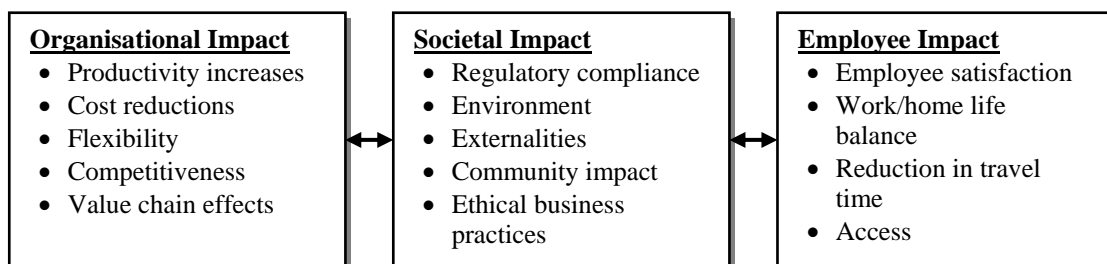 Organisational Impact
• Productivity increases
• Cost reductions
• Flexibility
• Competitiveness
• Value chain effects
Societal Impact
• Regulatory compliance
• Environment
• Externalities
• Community impact
• Ethical business
practices
Employee Impact
• Employee satisfaction
• Work/home life
balance
• Reduction in travel
time
• Access